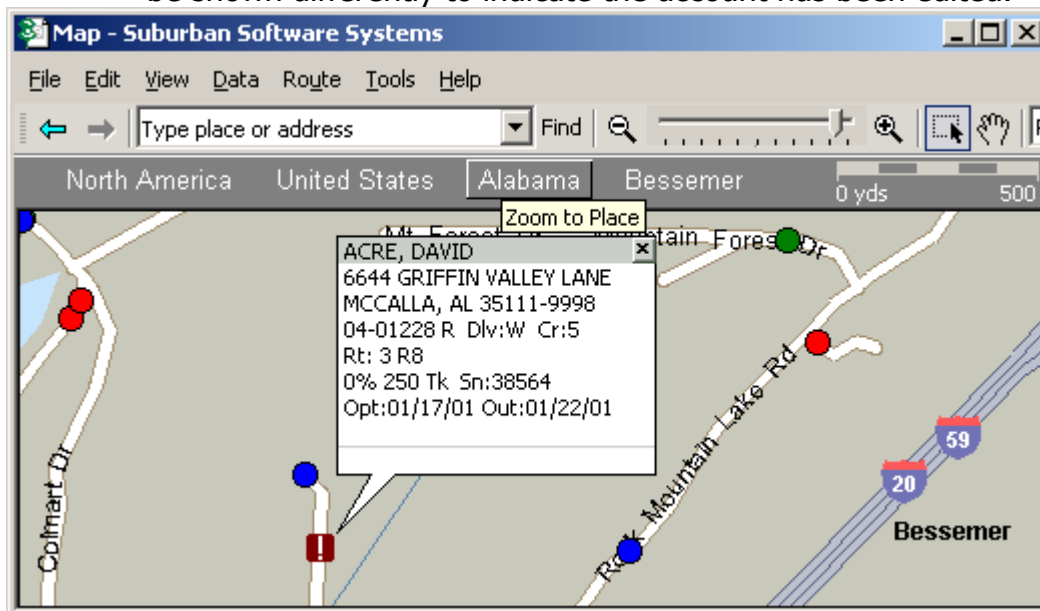 be shown differently to indicate the account has been edited.
Map - Suburban Software Systems
File Edit View Data Route Tools Help
Type place or address Find
North America United States Alabama Bessemer 0 yds 500
Zoom to Place
Mt Forest Dr Mountain Forest Dr
ACRE, DAVID
6644 GRIFFIN VALLEY LANE
MCCALLA, AL 35111-9998
04-01228 R Dlv:W Cr:5
Rt: 3 R8
0% 250 Tk Sn:38564
Opt:01/17/01 Out:01/22/01
!
Colmart Dr
Mountain Lake Rd
59
20
Bessemer